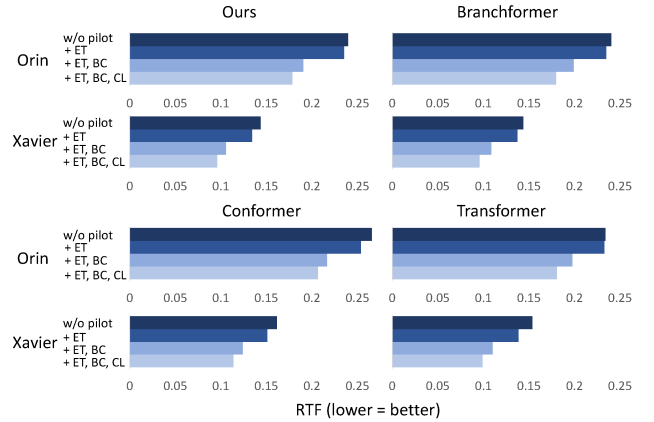 Ours Branchformer
Orin
w/o pilot
+ ET
+ ET, BC
+ ET, BC, CL
0 0.05 0.1 0.15 0.2 0.25 0 0.05 0.1 0.15 0.2 0.25
Xavier
w/o pilot
+ ET
+ ET, BC
+ ET, BC, CL
0 0.05 0.1 0.15 0.2 0.25 0 0.05 0.1 0.15 0.2 0.25
Conformer Transformer
Orin
w/o pilot
+ ET
+ ET, BC
+ ET, BC, CL
0 0.05 0.1 0.15 0.2 0.25 0 0.05 0.1 0.15 0.2 0.25
Xavier
w/o pilot
+ ET
+ ET, BC
+ ET, BC, CL
0 0.05 0.1 0.15 0.2 0.25 0 0.05 0.1 0.15 0.2 0.25
RTF (lower = better)